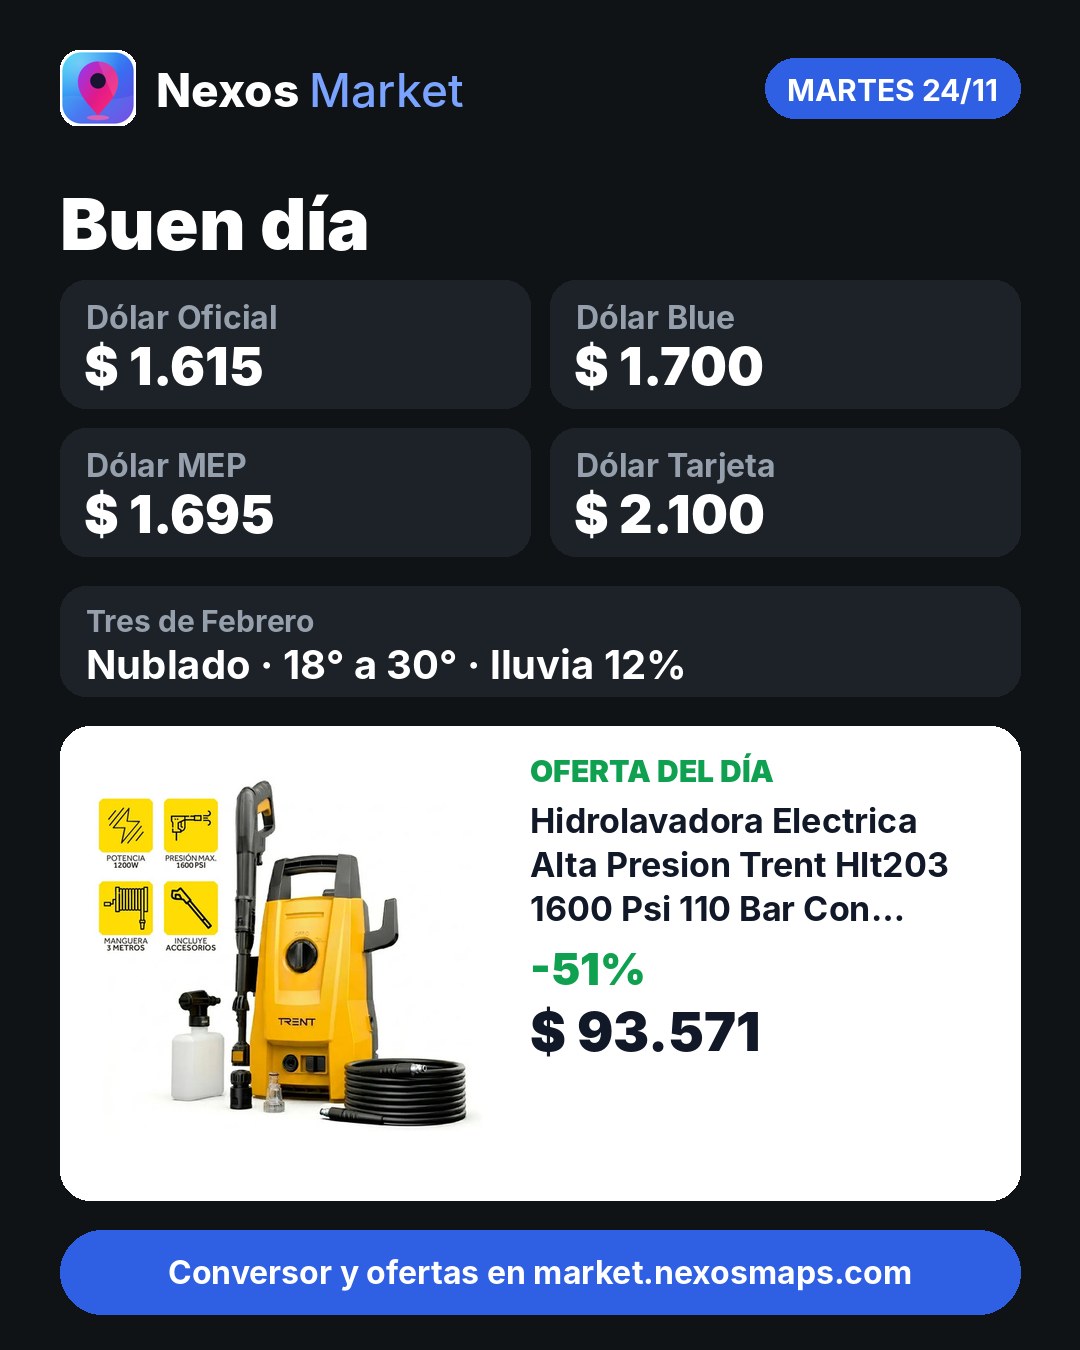 Nexos Market
MARTES 24/11
Buen día
Dólar Oficial
$ 1.615
Dólar Blue
$ 1.700
Dólar MEP
$ 1.695
Dólar Tarjeta
$ 2.100
Tres de Febrero
Nublado · 18° a 30° · lluvia 12%
POTENCIA
1200W
PRESIÓN MAX.
1600 PSI
MANGUERA
3 METROS
INCLUYE
ACCESORIOS
TRENT
OFERTA DEL DÍA
Hidrolavadora Electrica
Alta Presion Trent Hlt203
1600 Psi 110 Bar Con...
-51%
$ 93.571
Conversor y ofertas en market.nexosmaps.com